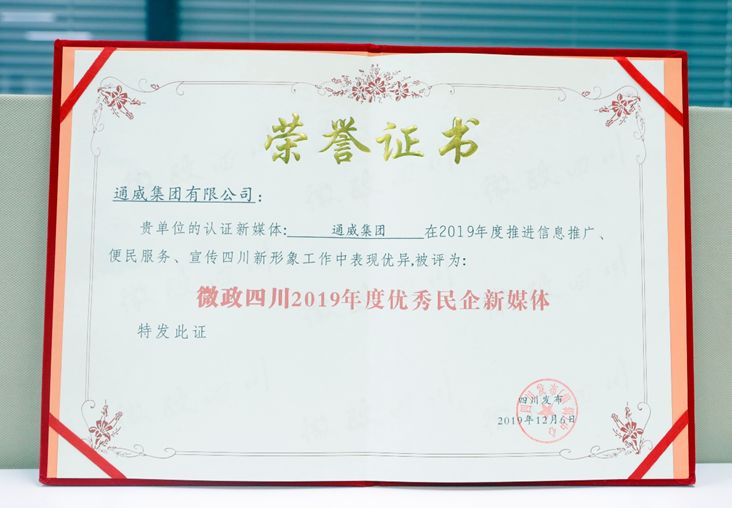 荣誉证书
通威集团有限公司：
贵单位的认证新媒体：通威集团在2019年度推进信息推广、
便民服务、宣传四川新形象工作中表现优异,被评为：
微政四川2019年度优秀民企新媒体
特发此证
四川发布
2019年12月6日